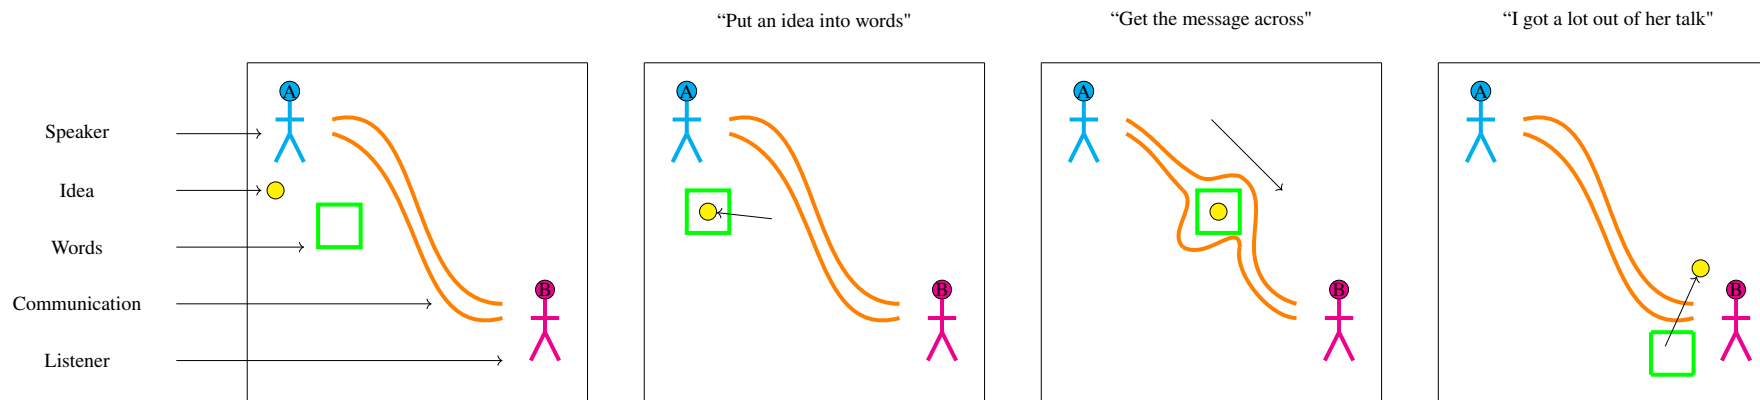 “Put an idea into words"
“Get the message across"
“I got a lot out of her talk"
A
A
A
A
Speaker
Idea
Words
Communication
Listener
B
B
B
B